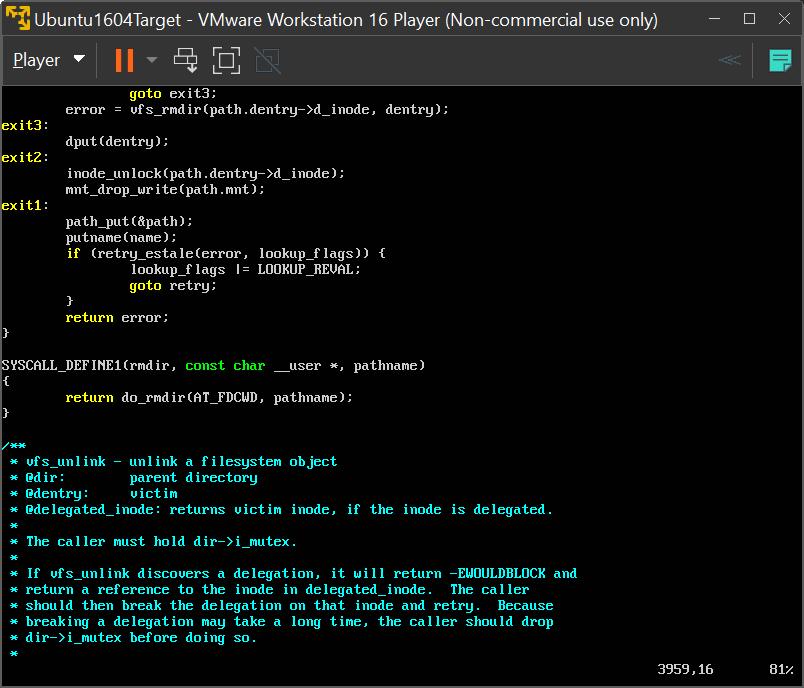 Ubuntu1604Target - VMware Workstation 16 Player (Non-commercial use only)
Player
goto exit3;
error = vfs_rmdir(path.dentry->d_inode, dentry);
exit3:
dput(dentry);
exit2:
inode_unlock(path.dentry->d_inode);
mnt_drop_write(path.mnt);
exit1:
path_put(&path);
putname(name);
if (retry_estale(error, lookup_flags)) {
lookup_flags |= LOOKUP_REVAL;
goto retry;
}
return error;
}
SYSCALL_DEFINE1(rmdir, const char __user *, pathname)
{
return do_rmdir(AT_FDCWD, pathname);
}
/**
* vfs_unlink - unlink a filesystem object
* @dir: parent directory
* @dentry: victim
* @delegated_inode: returns victim inode, if the inode is delegated.
*
* The caller must hold dir->i_mutex.
*
* If vfs_unlink discovers a delegation, it will return -EWOULDBLOCK and
* return a reference to the inode in delegated_inode.  The caller
* should then break the delegation on that inode and retry.  Because
* breaking a delegation may take a long time, the caller should drop
* dir->i_mutex before doing so.
*
3959,16 81%